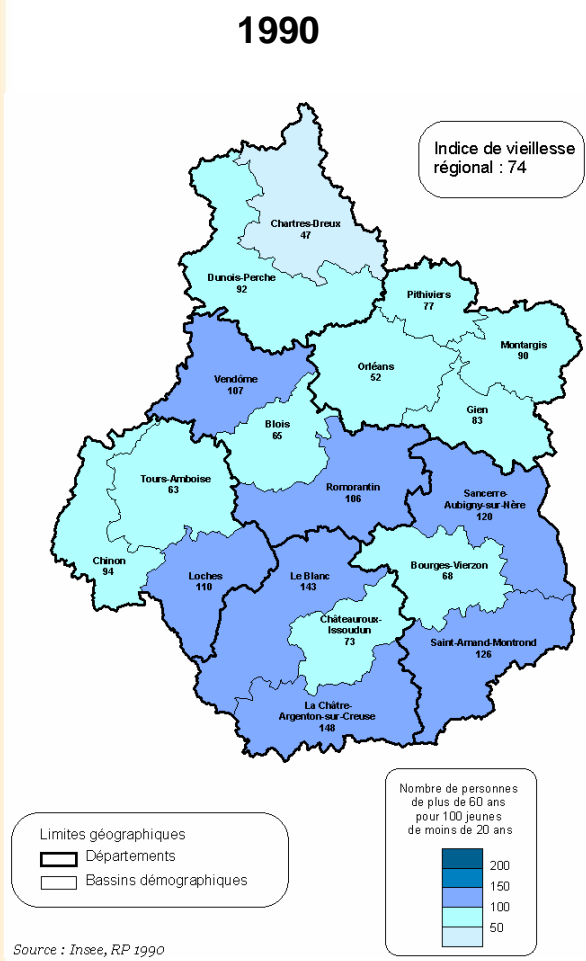 1990
Indice de vieillesse
régional : 74
Chartres-Dreux
47
Dunois-Perche
92
Pithiviers
77
Montargis
90
Orléans
52
Vendôme
107
Gien
83
Blois
65
Tours-Amboise
63
Romorantin
106
Sancerre-
Aubigny-sur-Nère
120
Chinon
94
Loches
110
Le Blanc
143
Bourges-Vierzon
68
Châteauroux-
Issoudun
73
Saint-Amand-Montrond
126
La Châtre-
Argenton-sur-Creuse
148
Nombre de personnes
de plus de 60 ans
pour 100 jeunes
de moins de 20 ans
200
150
100
50
Limites géographiques
Départements
Bassins démographiques
Source : Insee, RP 1990